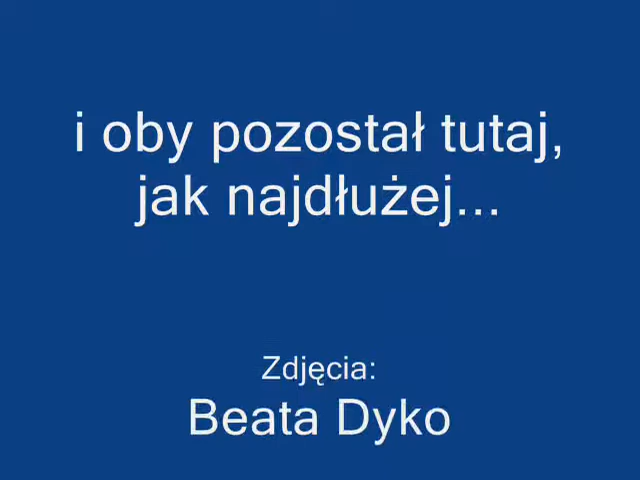 i oby pozostał tutaj,
jak najdłużej...
Zdjęcia:
Beata Dyko